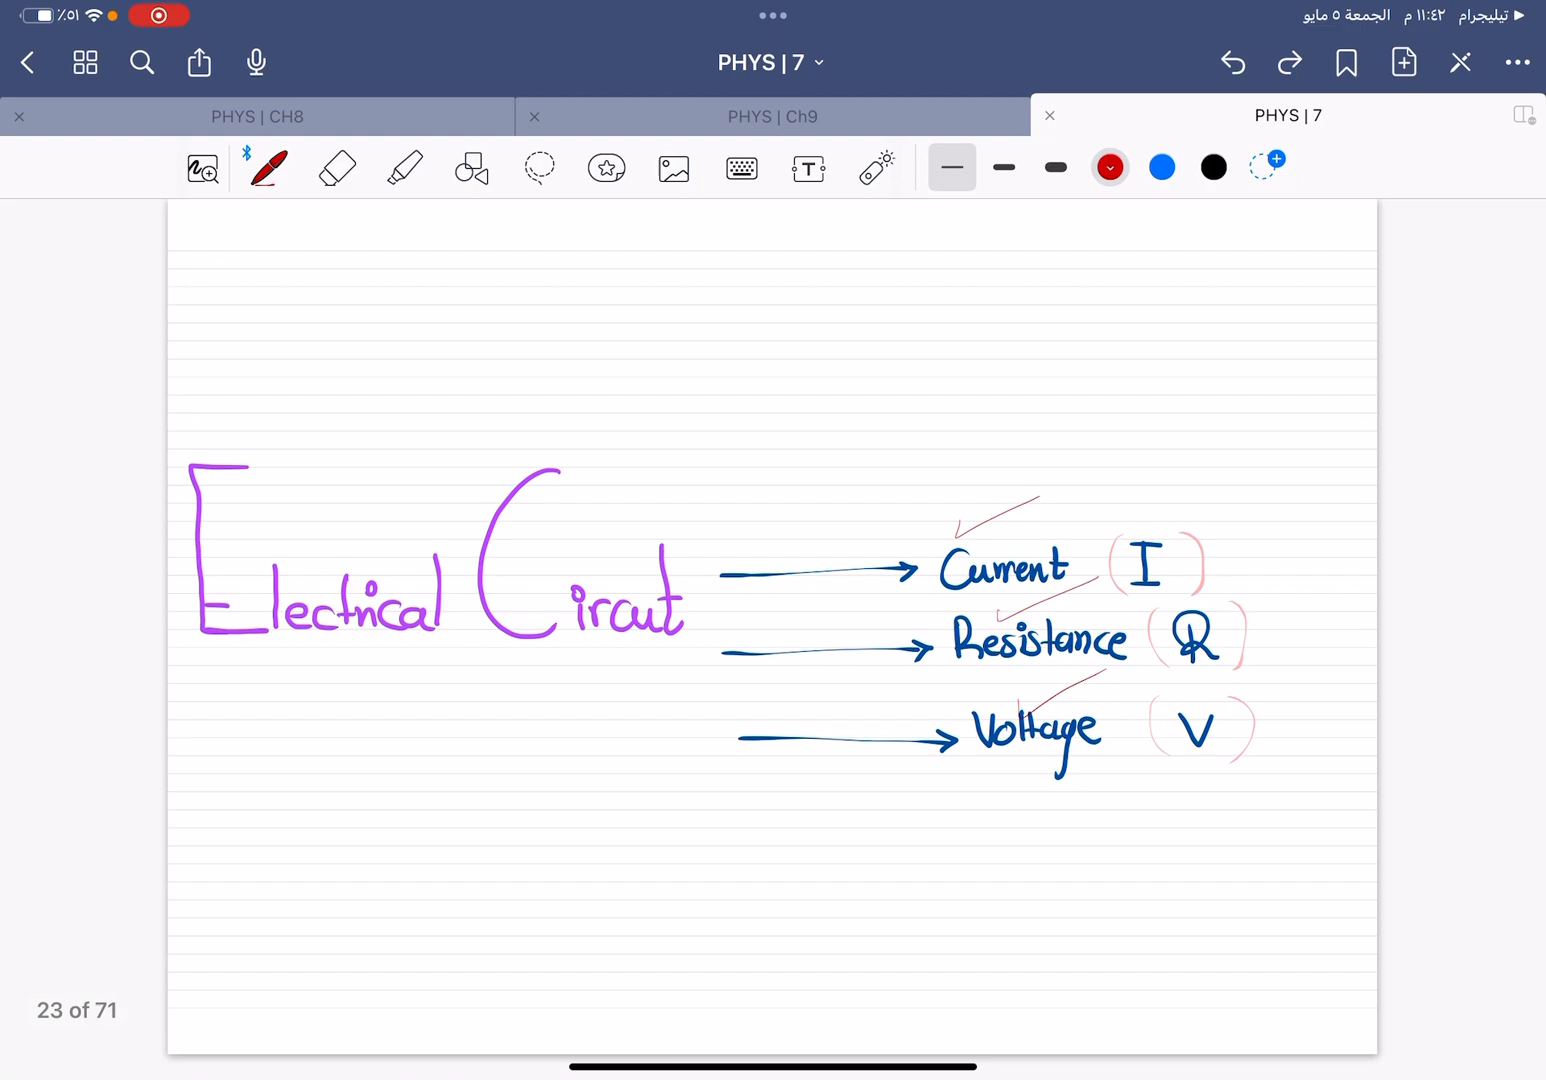 ٪٥١
تيليجرام ١١:٤٢ م الجمعة ٥ مايو
PHYS | 7
PHYS | CH8
PHYS | Ch9
PHYS | 7
T
Electrical Circut
Current (I)
Resistance (R)
Voltage (V)
23 of 71